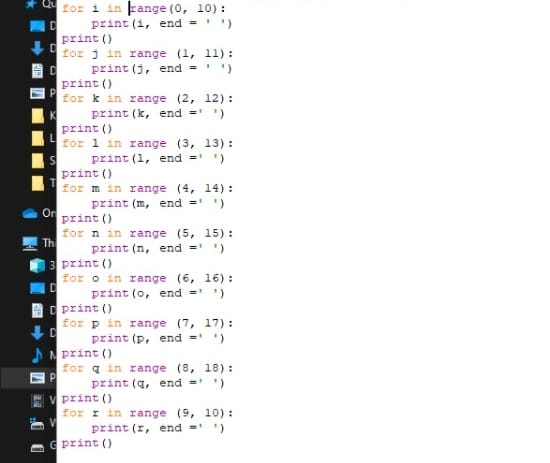 Qu
for i in range(0, 10):
    print(i, end = ' ')
print()
for j in range (1, 11):
    print(j, end = ' ')
print()
for k in range (2, 12):
    print(k, end =' ')
print()
for l in range (3, 13):
    print(l, end =' ')
print()
for m in range (4, 14):
    print(m, end =' ')
print()
for n in range (5, 15):
    print(n, end =' ')
print()
for o in range (6, 16):
    print(o, end =' ')
print()
for p in range (7, 17):
    print(p, end =' ')
print()
for q in range (8, 18):
    print(q, end =' ')
print()
for r in range (9, 10):
    print(r, end =' ')
print()
D
D
D
P
K
L
S
T
On
Thi
3
D
D
D
M
P
V
W
G